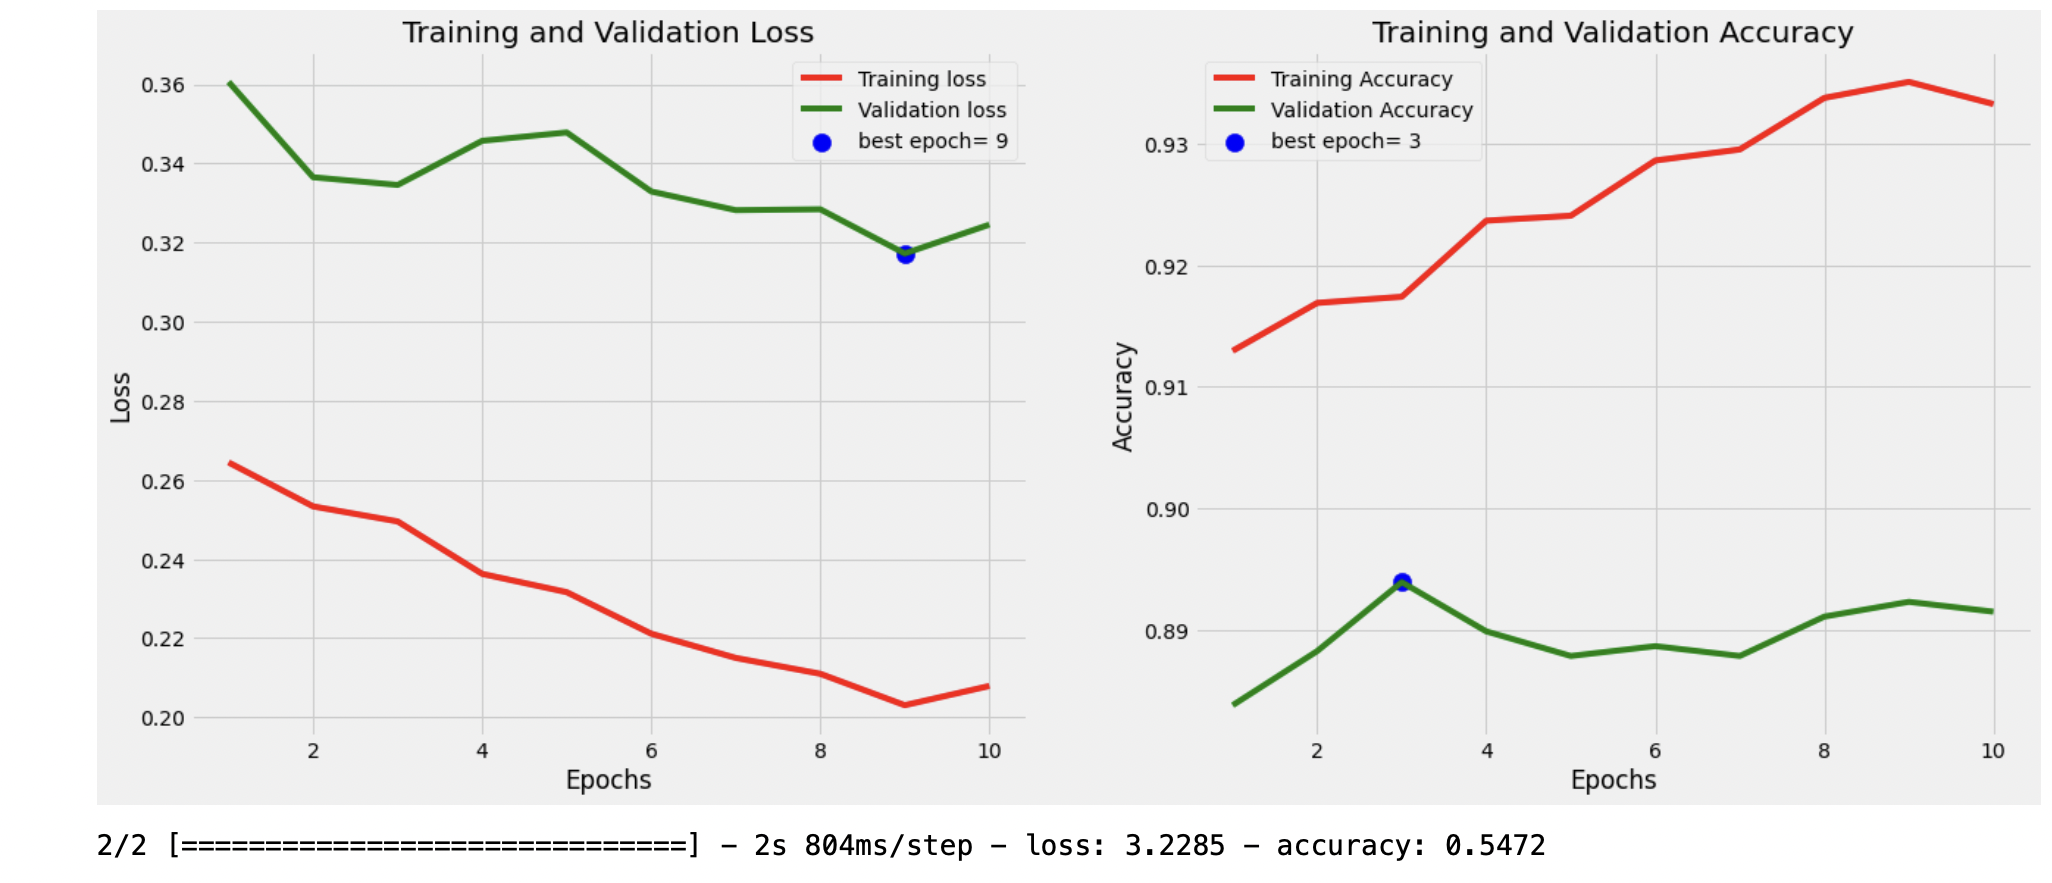 Training and Validation Loss
Training loss
Validation loss
best epoch= 9
0.36
0.34
0.32
0.30
0.28
0.26
0.24
0.22
0.20
Loss
2 4 6 8 10
Epochs
Training and Validation Accuracy
Training Accuracy
Validation Accuracy
best epoch= 3
0.93
0.92
0.91
0.90
0.89
Accuracy
2 4 6 8 10
Epochs
2/2 [==============================] - 2s 804ms/step - loss: 3.2285 - accuracy: 0.5472